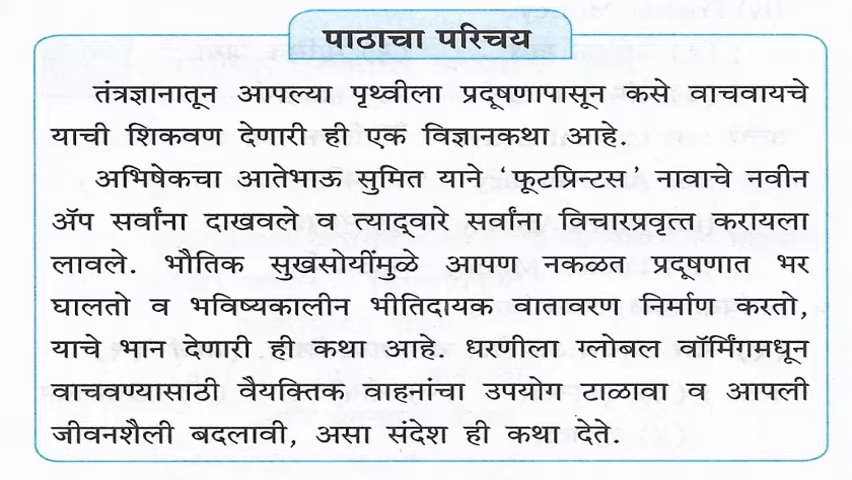 पाठाचा परिचय
तंत्रज्ञानातून आपल्या पृथ्वीला प्रदूषणापासून कसे वाचवायचे
याची शिकवण देणारी ही एक विज्ञानकथा आहे.
अभिषेकचा आतेभाऊ सुमित याने ‘फूटप्रिन्टस’ नावाचे नवीन
ॲप सर्वांना दाखवले व त्याद्‌वारे सर्वांना विचारप्रवृत्त करायला
लावले. भौतिक सुखसोयींमुळे आपण नकळत प्रदूषणात भर
घालतो व भविष्यकालीन भीतिदायक वातावरण निर्माण करतो,
याचे भान देणारी ही कथा आहे. धरणीला ग्लोबल वॉर्मिंगमधून
वाचवण्यासाठी वैयक्तिक वाहनांचा उपयोग टाळावा व आपली
जीवनशैली बदलावी, असा संदेश ही कथा देते.